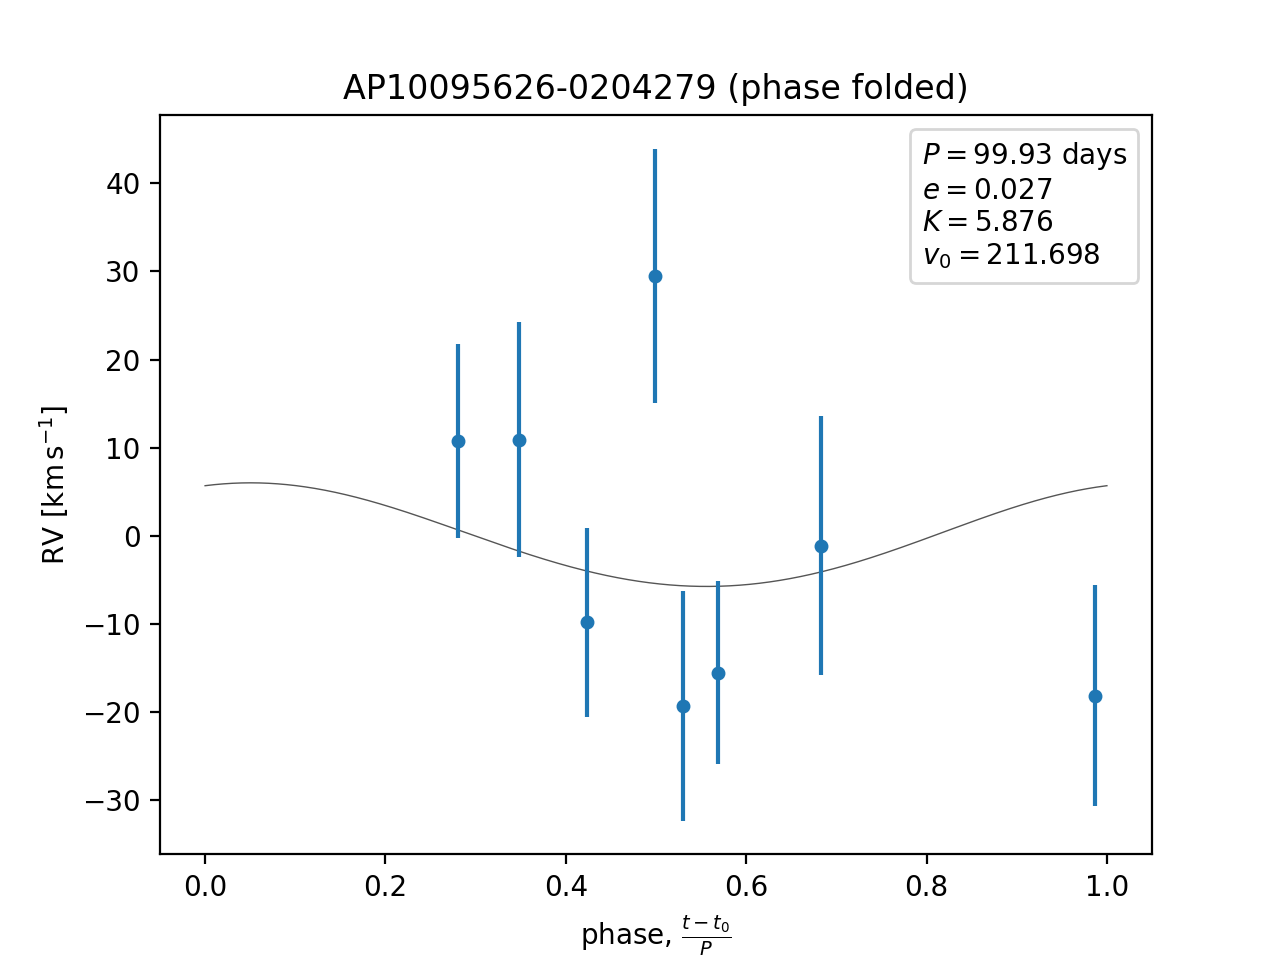 AP10095626-0204279 (phase folded)
P = 99.93 days
e = 0.027
K = 5.876
v₀ = 211.698
40
30
20
10
0
−10
−20
−30
RV [km s⁻¹]
0.0 0.2 0.4 0.6 0.8 1.0
phase, (t − t₀)/P